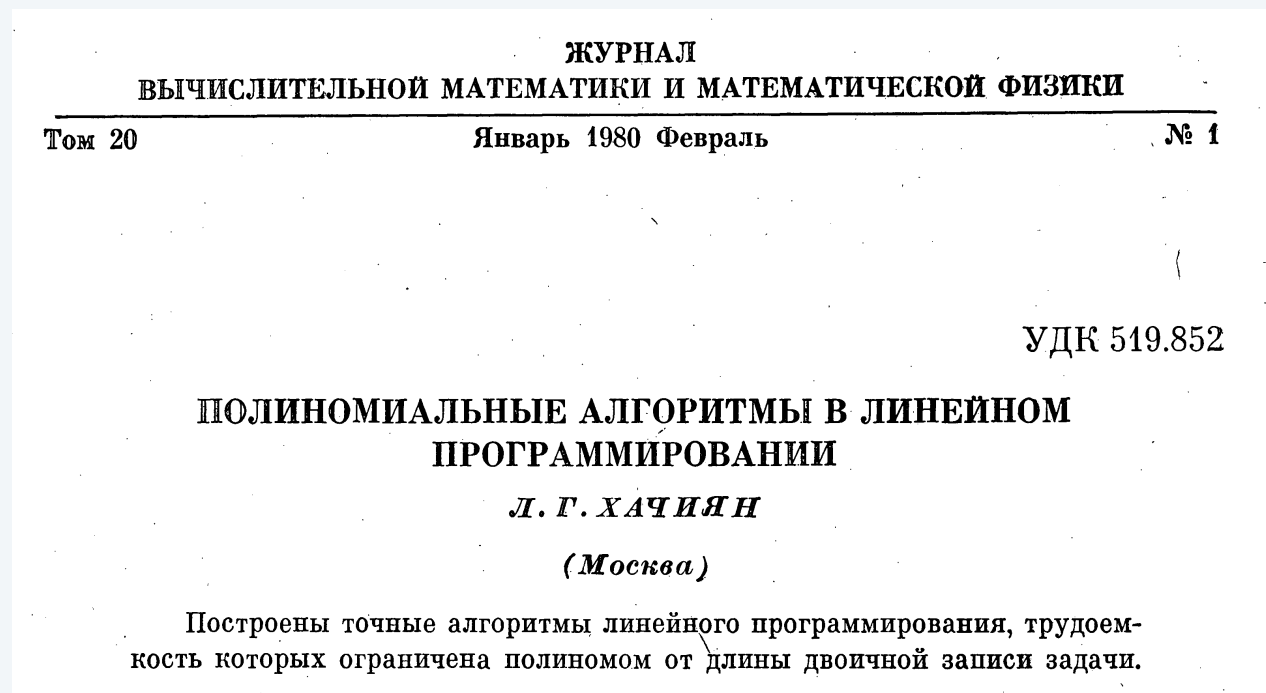 ЖУРНАЛ
ВЫЧИСЛИТЕЛЬНОЙ МАТЕМАТИКИ И МАТЕМАТИЧЕСКОЙ ФИЗИКИ
Том 20 Январь 1980 Февраль № 1
УДК 519.852
ПОЛИНОМИАЛЬНЫЕ АЛГОРИТМЫ В ЛИНЕЙНОМ
ПРОГРАММИРОВАНИИ
Л. Г. ХАЧИЯН
(Москва)
Построены точные алгоритмы линейного программирования, трудоем-
кость которых ограничена полиномом от длины двоичной записи задачи.